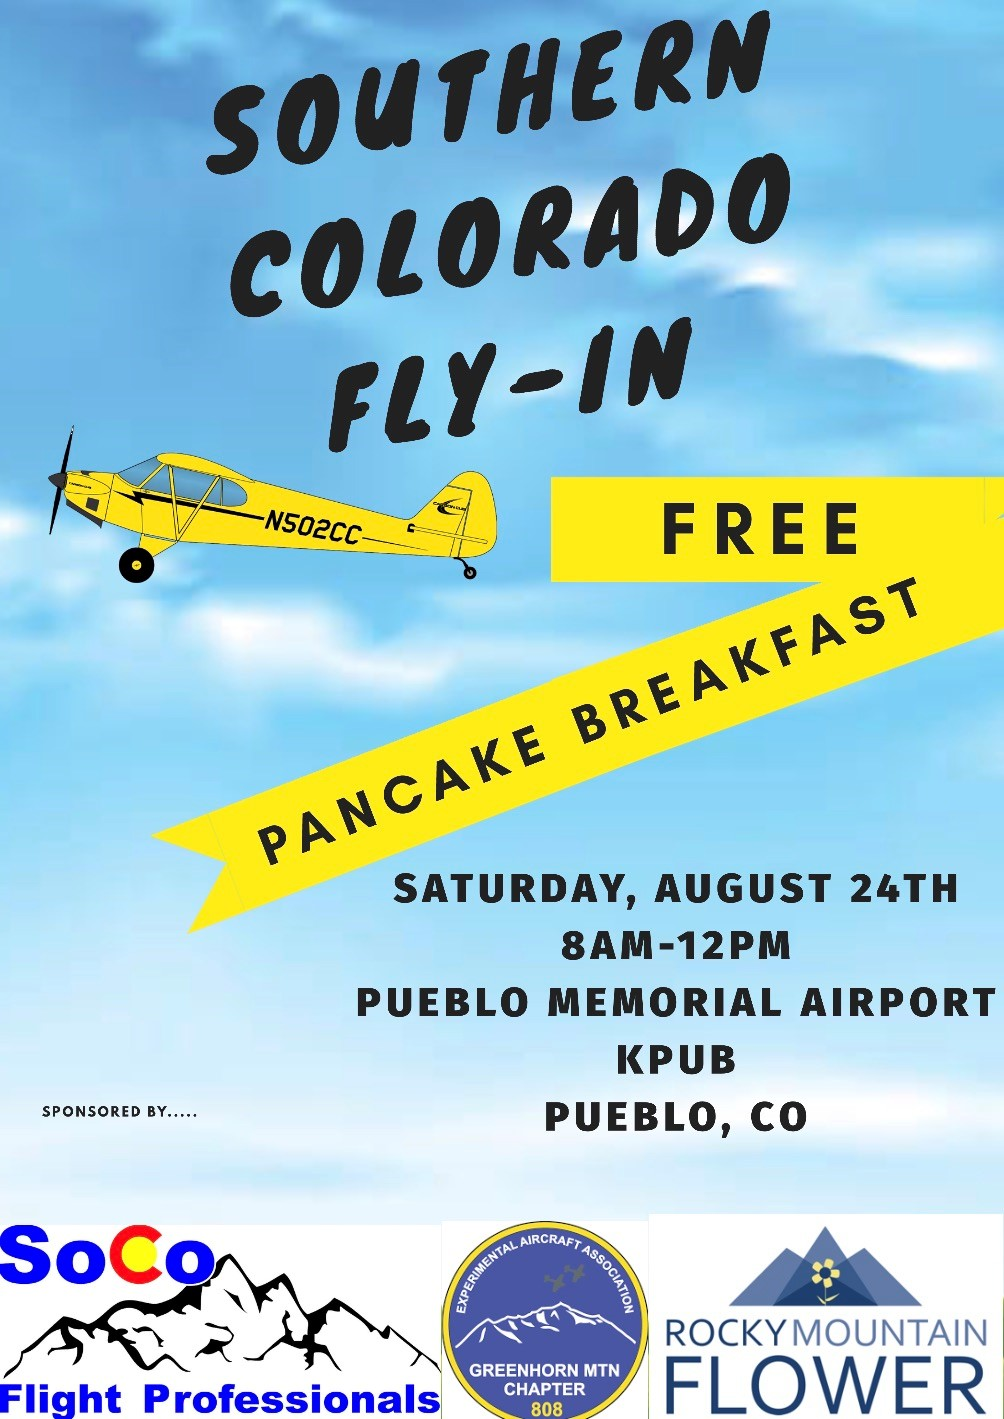 SOUTHERN
COLORADO
FLY-IN
N502CC
FREE
PANCAKE BREAKFAST
SATURDAY, AUGUST 24TH
8AM-12PM
PUEBLO MEMORIAL AIRPORT
KPUB
PUEBLO, CO
SPONSORED BY.....
SoCo
Flight Professionals
EXPERIMENTAL AIRCRAFT ASSOCIATION
GREENHORN MTN
CHAPTER
808
ROCKY MOUNTAIN
FLOWER